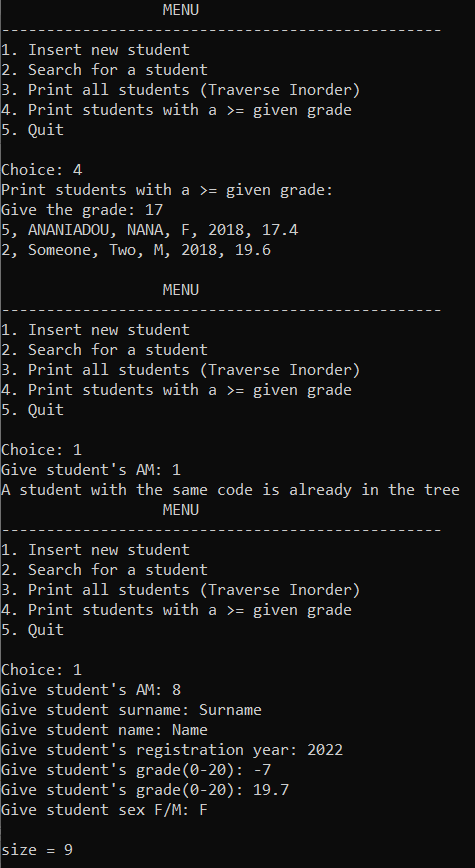 MENU
-------------------------------------------------
1. Insert new student
2. Search for a student
3. Print all students (Traverse Inorder)
4. Print students with a >= given grade
5. Quit
Choice: 4
Print students with a >= given grade:
Give the grade: 17
5, ANANIADOU, NANA, F, 2018, 17.4
2, Someone, Two, M, 2018, 19.6
MENU
-------------------------------------------------
1. Insert new student
2. Search for a student
3. Print all students (Traverse Inorder)
4. Print students with a >= given grade
5. Quit
Choice: 1
Give student's AM: 1
A student with the same code is already in the tree
MENU
-------------------------------------------------
1. Insert new student
2. Search for a student
3. Print all students (Traverse Inorder)
4. Print students with a >= given grade
5. Quit
Choice: 1
Give student's AM: 8
Give student surname: Surname
Give student name: Name
Give student's registration year: 2022
Give student's grade(0-20): -7
Give student's grade(0-20): 19.7
Give student sex F/M: F
size = 9